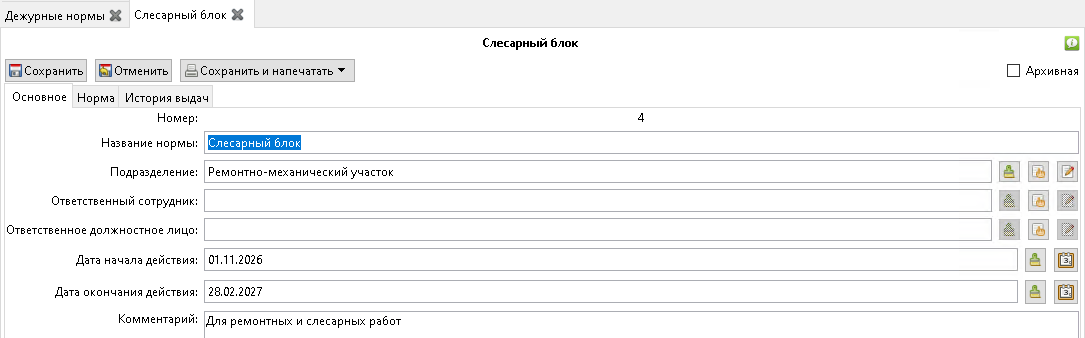 Дежурные нормы Слесарный блок
Слесарный блок
Сохранить Отменить Сохранить и напечатать Архивная
Основное Норма История выдач
Номер: 4
Название нормы: Слесарный блок
Подразделение: Ремонтно-механический участок
Ответственный сотрудник:
Ответственное должностное лицо:
Дата начала действия: 01.11.2026
Дата окончания действия: 28.02.2027
Комментарий: Для ремонтных и слесарных работ